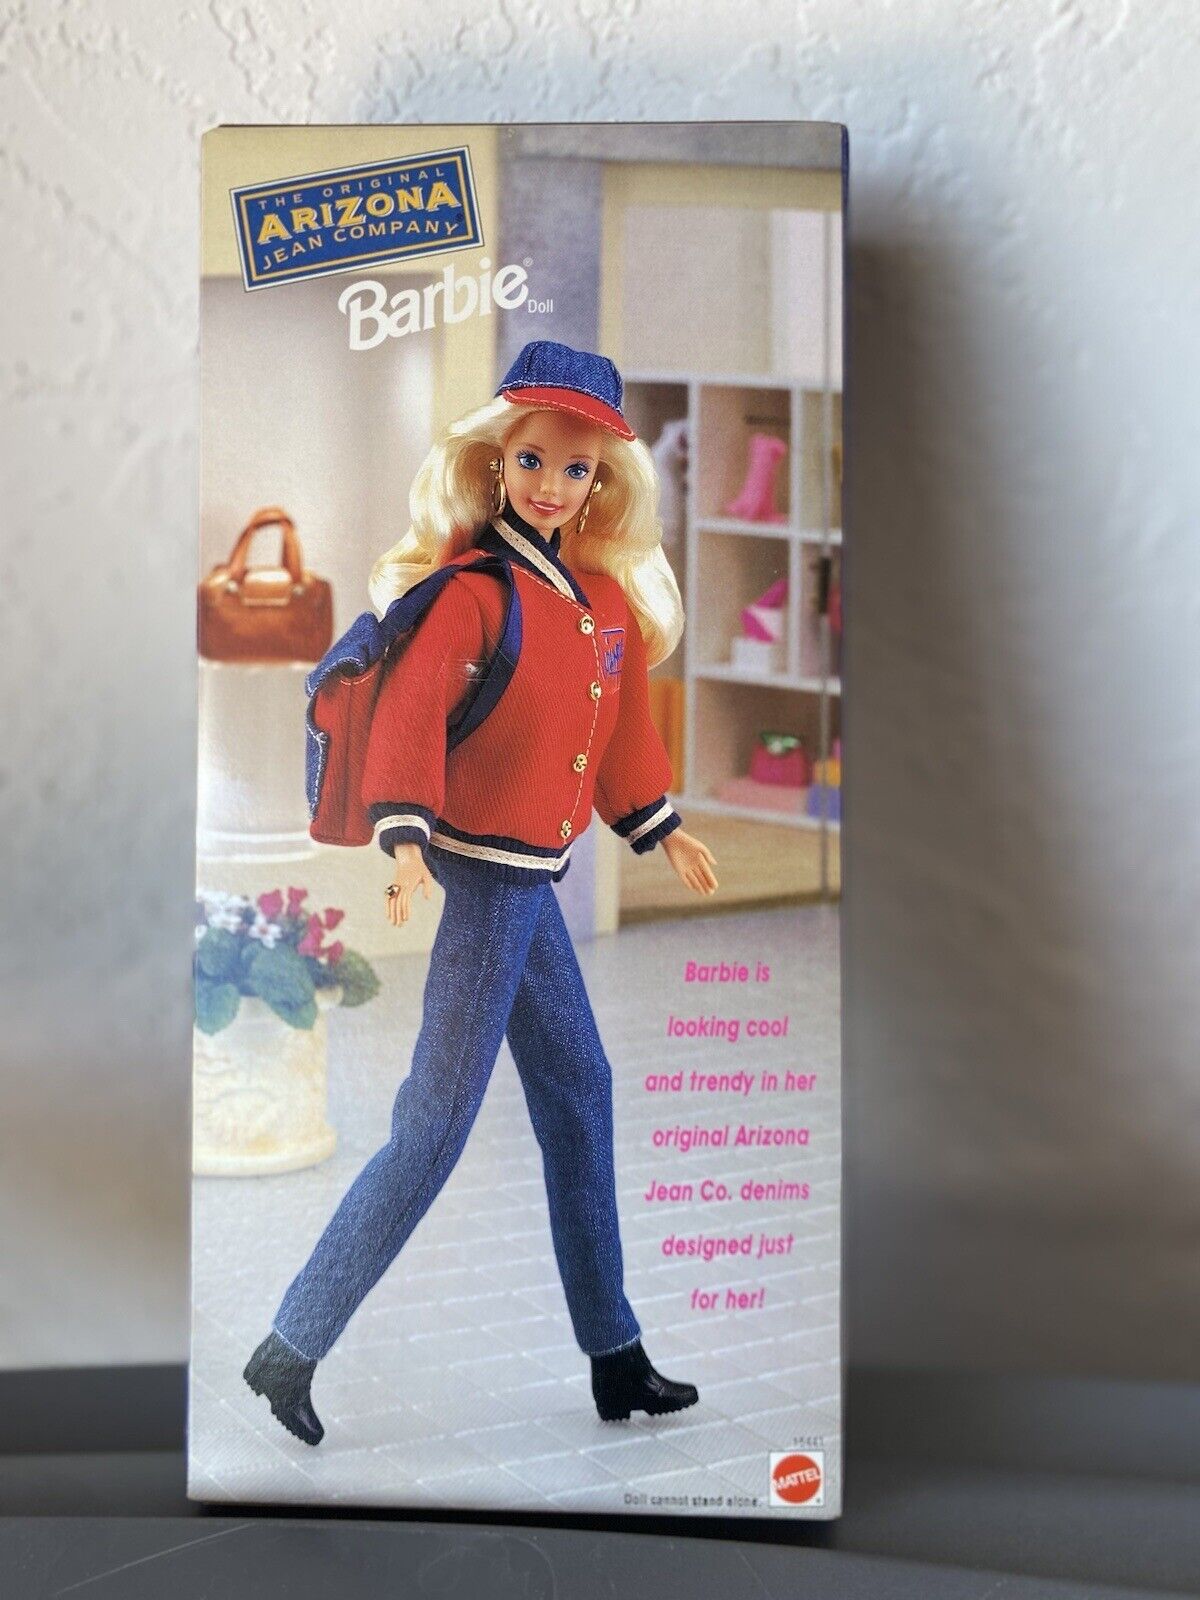 THE ORIGINAL
ARIZONA®
JEAN COMPANY
Barbie®
Doll
Barbie is
looking cool
and trendy in her
original Arizona
Jean Co. denims
designed just
for her!
15441
MATTEL
Doll cannot stand alone.